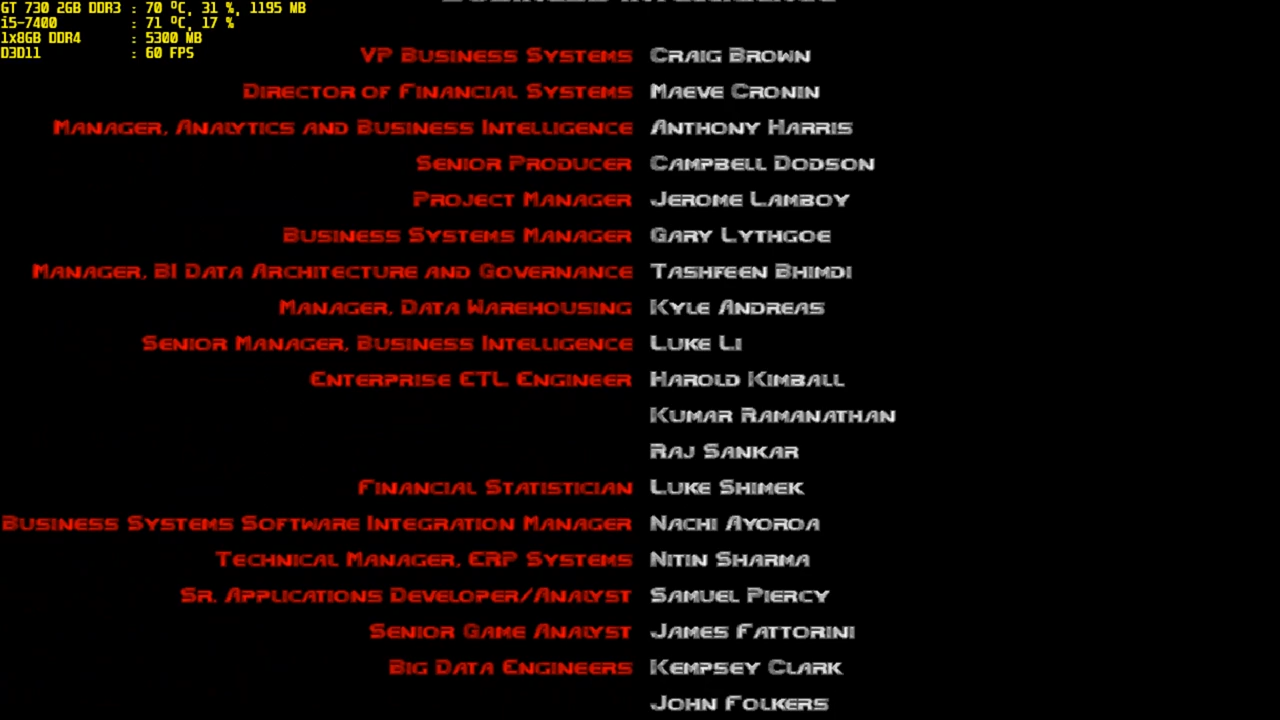 BUSINESS INTELLIGENCE
GT 730 2GB DDR3 : 70 ºC, 31 %, 1195 MB
i5-7400 : 71 ºC, 17 %
1x8GB DDR4 : 5300 MB
D3D11 : 60 FPS
VP BUSINESS SYSTEMS CRAIG BROWN
DIRECTOR OF FINANCIAL SYSTEMS MAEVE CRONIN
MANAGER, ANALYTICS AND BUSINESS INTELLIGENCE ANTHONY HARRIS
SENIOR PRODUCER CAMPBELL DODSON
PROJECT MANAGER JEROME LAMBOY
BUSINESS SYSTEMS MANAGER GARY LYTHGOE
MANAGER, BI DATA ARCHITECTURE AND GOVERNANCE TASHFEEN BHIMDI
MANAGER, DATA WAREHOUSING KYLE ANDREAS
SENIOR MANAGER, BUSINESS INTELLIGENCE LUKE LI
ENTERPRISE ETL ENGINEER HAROLD KIMBALL
KUMAR RAMANATHAN
RAJ SANKAR
FINANCIAL STATISTICIAN LUKE SHIMEK
BUSINESS SYSTEMS SOFTWARE INTEGRATION MANAGER NACHI AYOROA
TECHNICAL MANAGER, ERP SYSTEMS NITIN SHARMA
SR. APPLICATIONS DEVELOPER/ANALYST SAMUEL PIERCY
SENIOR GAME ANALYST JAMES FATTORINI
BIG DATA ENGINEERS KEMPSEY CLARK
JOHN FOLKERS